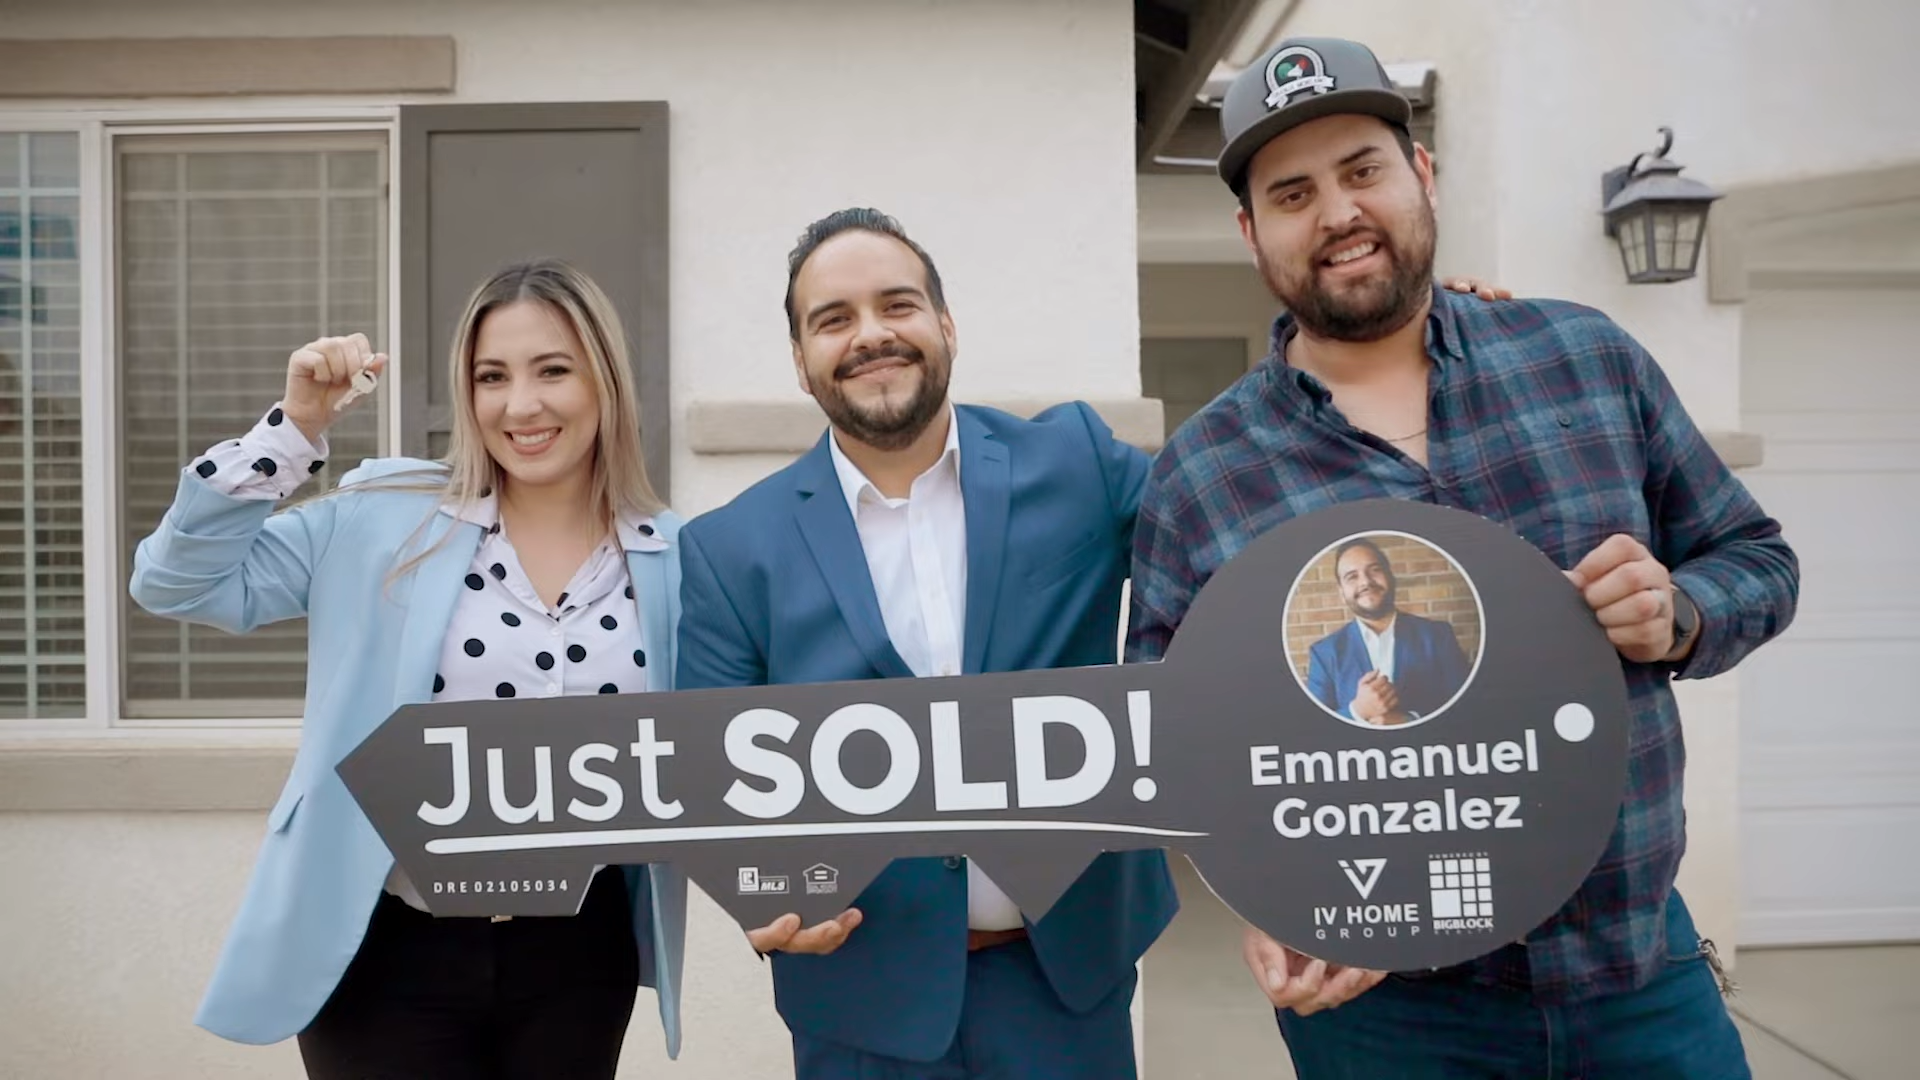 Just SOLD!
DRE 02105034
MLS
Emmanuel
Gonzalez
IV HOME
GROUP
BIGBLOCK